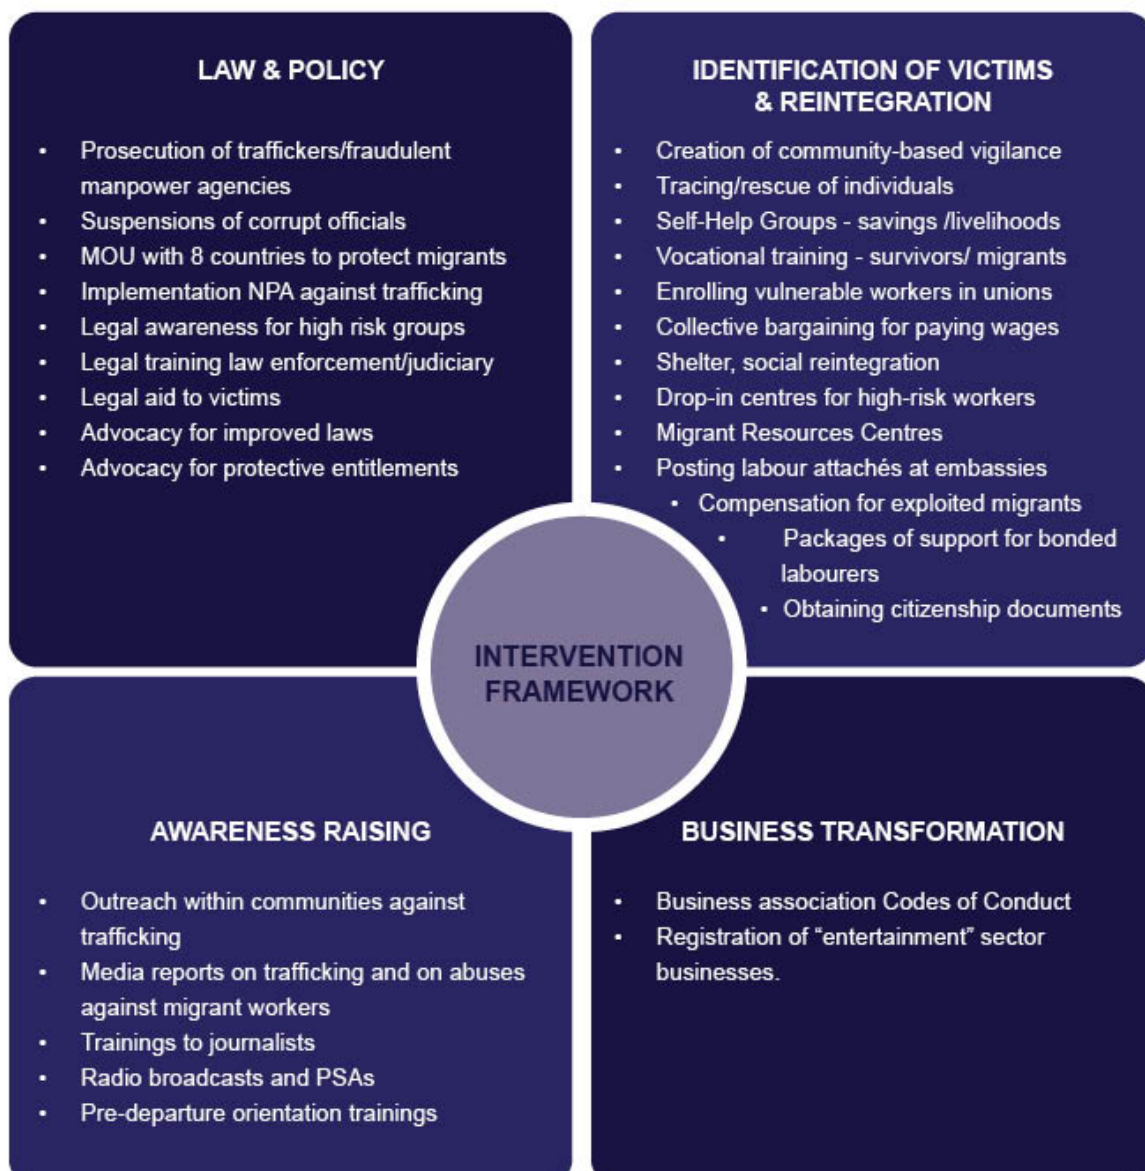 LAW & POLICY
• Prosecution of traffickers/fraudulent
manpower agencies
• Suspensions of corrupt officials
• MOU with 8 countries to protect migrants
• Implementation NPA against trafficking
• Legal awareness for high risk groups
• Legal training law enforcement/judiciary
• Legal aid to victims
• Advocacy for improved laws
• Advocacy for protective entitlements
IDENTIFICATION OF VICTIMS
& REINTEGRATION
• Creation of community-based vigilance
• Tracing/rescue of individuals
• Self-Help Groups - savings /livelihoods
• Vocational training - survivors/ migrants
• Enrolling vulnerable workers in unions
• Collective bargaining for paying wages
• Shelter, social reintegration
• Drop-in centres for high-risk workers
• Migrant Resources Centres
• Posting labour attachés at embassies
• Compensation for exploited migrants
• Packages of support for bonded
labourers
• Obtaining citizenship documents
INTERVENTION
FRAMEWORK
AWARENESS RAISING
• Outreach within communities against
trafficking
• Media reports on trafficking and on abuses
against migrant workers
• Trainings to journalists
• Radio broadcasts and PSAs
• Pre-departure orientation trainings
BUSINESS TRANSFORMATION
• Business association Codes of Conduct
• Registration of “entertainment” sector
businesses.